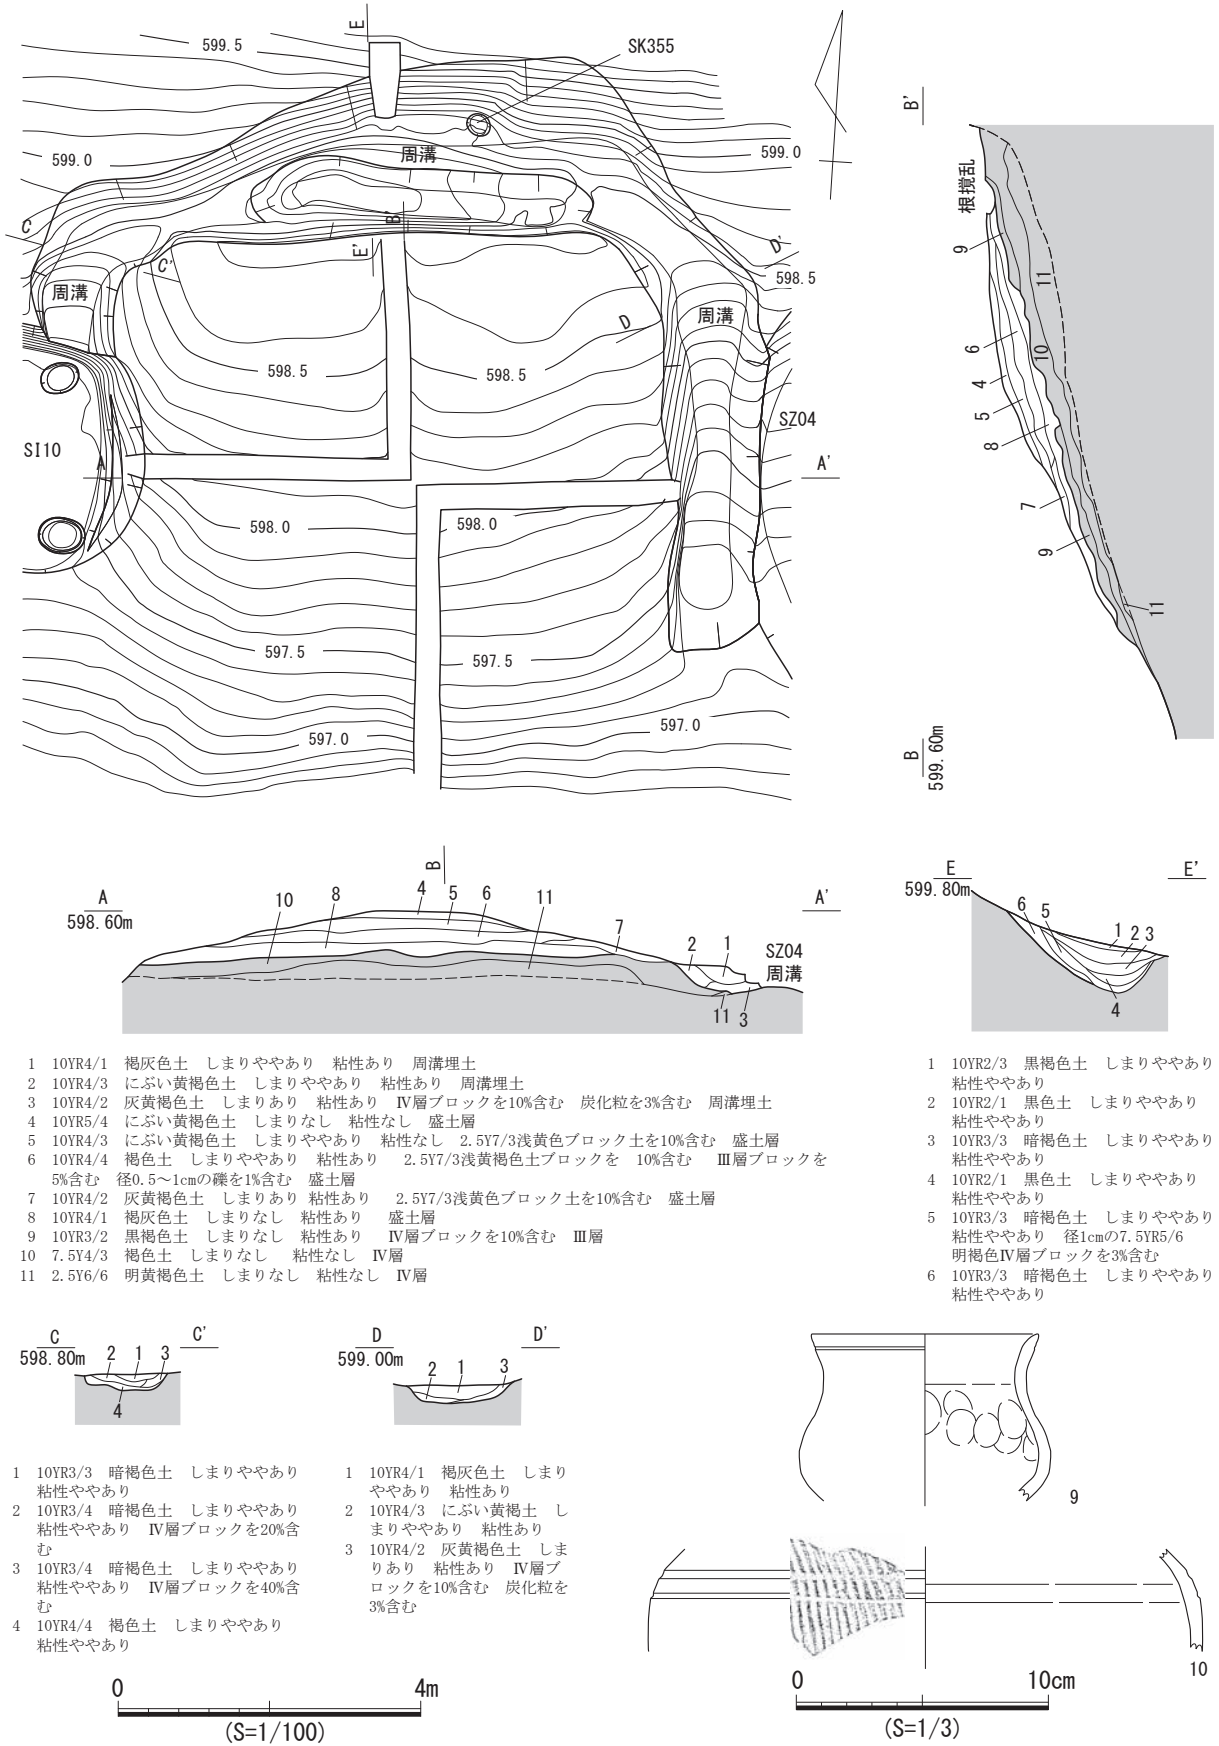 E
599.5
SK355
B'
599.0
周溝
599.0
根攪乱
C
B'
E'
D'
9
C'
598.5
11
周溝
周溝
D
6
10
598.5
598.5
4
5
SZ04
8
SI10
A
A'
7
598.0
598.0
9
11
597.5
597.5
597.0
597.0
B
599.60m
A
598.60m
B
10
8
4
5
6
11
A'
7
2
1
SZ04
周溝
11
3
E
599.80m
E'
6
5
1
2
3
4
1 10YR4/1 褐灰色土 しまりややあり 粘性あり 周溝埋土
2 10YR4/3 にぶい黄褐色土 しまりややあり 粘性あり 周溝埋土
3 10YR4/2 灰黄褐色土 しまりあり 粘性あり Ⅳ層ブロックを10%含む 炭化粒を3%含む 周溝埋土
4 10YR5/4 にぶい黄褐色土 しまりなし 粘性なし 盛土層
5 10YR4/3 にぶい黄褐色土 しまりややあり 粘性なし 2.5Y7/3浅黄色ブロック土を10%含む 盛土層
6 10YR4/4 褐色土 しまりややあり 粘性あり 2.5Y7/3浅黄褐色土ブロックを 10%含む Ⅲ層ブロックを
5%含む 径0.5～1cmの礫を1%含む 盛土層
7 10YR4/2 灰黄褐色土 しまりあり 粘性あり 2.5Y7/3浅黄色ブロック土を10%含む 盛土層
8 10YR4/1 褐灰色土 しまりなし 粘性あり 盛土層
9 10YR3/2 黒褐色土 しまりなし 粘性あり Ⅳ層ブロックを10%含む Ⅲ層
10 7.5Y4/3 褐色土 しまりなし 粘性なし Ⅳ層
11 2.5Y6/6 明黄褐色土 しまりなし 粘性なし Ⅳ層
1 10YR2/3 黒褐色土 しまりややあり
粘性ややあり
2 10YR2/1 黒色土 しまりややあり
粘性ややあり
3 10YR3/3 暗褐色土 しまりややあり
粘性ややあり
4 10YR2/1 黒色土 しまりややあり
粘性ややあり
5 10YR3/3 暗褐色土 しまりややあり
粘性ややあり 径1cmの7.5YR5/6
明褐色Ⅳ層ブロックを3%含む
6 10YR3/3 暗褐色土 しまりややあり
粘性ややあり
C
598.80m
C'
2
1
3
4
D
599.00m
D'
2
1
3
1 10YR3/3 暗褐色土 しまりややあり
粘性ややあり
2 10YR3/4 暗褐色土 しまりややあり
粘性ややあり Ⅳ層ブロックを20%含
む
3 10YR3/4 暗褐色土 しまりややあり
粘性ややあり Ⅳ層ブロックを40%含
む
4 10YR4/4 褐色土 しまりややあり
粘性ややあり
1 10YR4/1 褐灰色土 しまり
ややあり 粘性あり
2 10YR4/3 にぶい黄褐土 し
まりややあり 粘性あり
3 10YR4/2 灰黄褐色土 しま
りあり 粘性あり Ⅳ層ブ
ロックを10%含む 炭化粒を
3%含む
9
10
0 4m
(S=1/100)
0 10cm
(S=1/3)